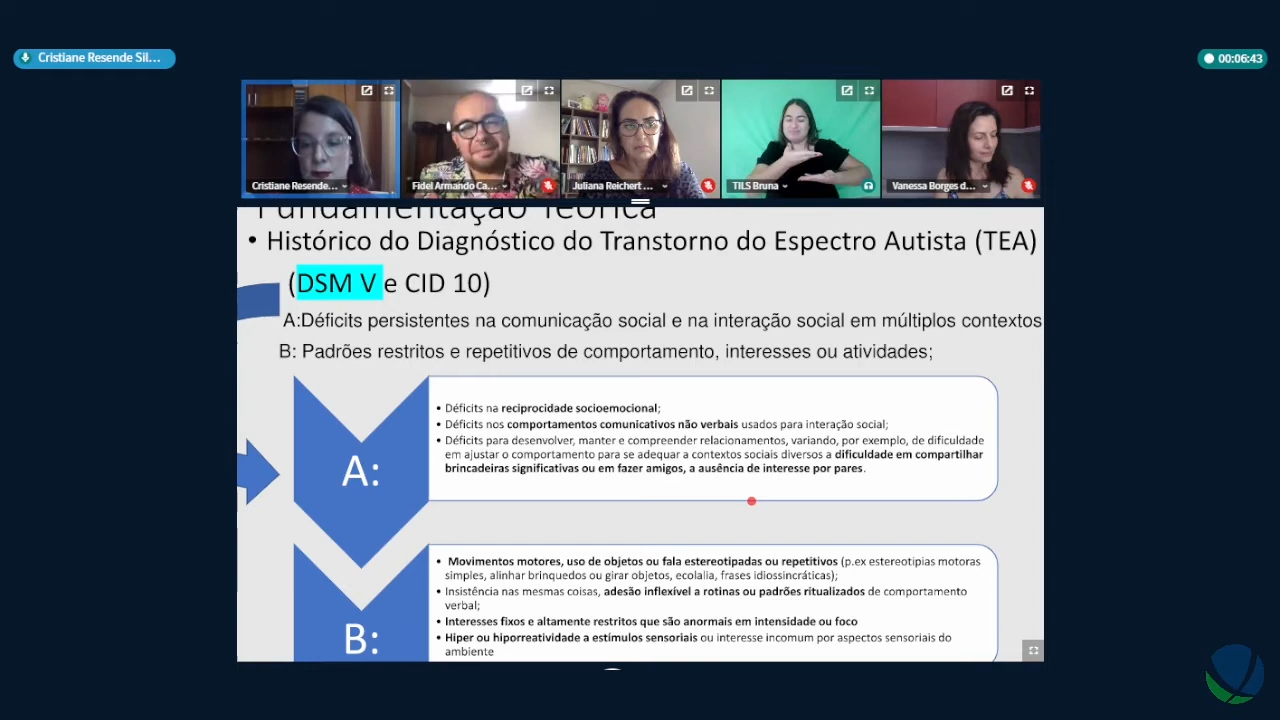 Cristiane Resende Sil...
00:06:43
Cristiane Resende...
Fidel Armando Ca...
Juliana Reichert ...
TILS Bruna
Vanessa Borges d...
Fundamentação Teórica
• Histórico do Diagnóstico do Transtorno do Espectro Autista (TEA)
(DSM V e CID 10)
A:Déficits persistentes na comunicação social e na interação social em múltiplos contextos
B: Padrões restritos e repetitivos de comportamento, interesses ou atividades;
A:
• Déficits na reciprocidade socioemocional;
• Déficits nos comportamentos comunicativos não verbais usados para interação social;
• Déficits para desenvolver, manter e compreender relacionamentos, variando, por exemplo, de dificuldade
em ajustar o comportamento para se adequar a contextos sociais diversos a dificuldade em compartilhar
brincadeiras significativas ou em fazer amigos, a ausência de interesse por pares.
B:
• Movimentos motores, uso de objetos ou fala estereotipadas ou repetitivos (p.ex estereotipias motoras
simples, alinhar brinquedos ou girar objetos, ecolalia, frases idiossincráticas);
• Insistência nas mesmas coisas, adesão inflexível a rotinas ou padrões ritualizados de comportamento
verbal;
• Interesses fixos e altamente restritos que são anormais em intensidade ou foco
• Hiper ou hiporreatividade a estímulos sensoriais ou interesse incomum por aspectos sensoriais do
ambiente